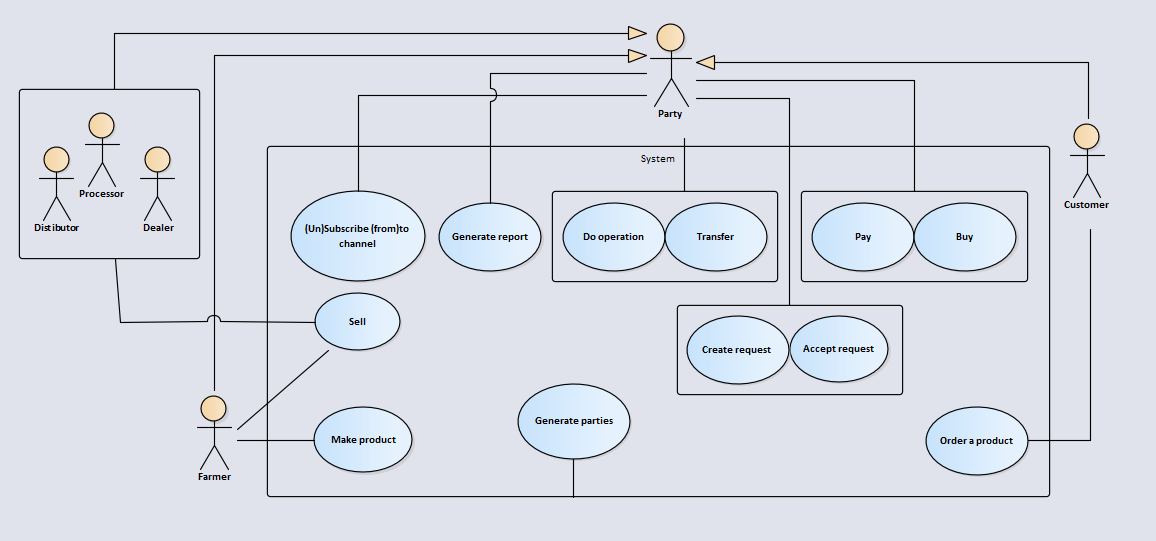 Party
System
Processor
Distibutor
Dealer
Customer
(Un)Subscribe (from)to
channel
Generate report
Do operation
Transfer
Pay
Buy
Sell
Create request
Accept request
Generate parties
Make product
Order a product
Farmer